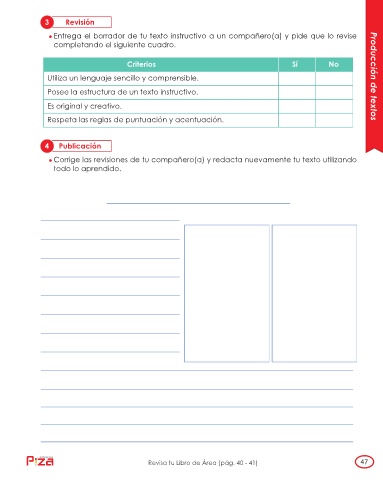 3 Revisión
Entrega el borrador de tu texto instructivo a un compañero(a) y pide que lo revise
completando el siguiente cuadro.
Criterios Sí No
Utiliza un lenguaje sencillo y comprensible.
Posee la estructura de un texto instructivo.
Es original y creativo.
Respeta las reglas de puntuación y acentuación.
4 Publicación
Corrige las revisiones de tu compañero(a) y redacta nuevamente tu texto utilizando
todo lo aprendido.
Producción de textos
Piza
Revisa tu Libro de Área (pág. 40 - 41)
47